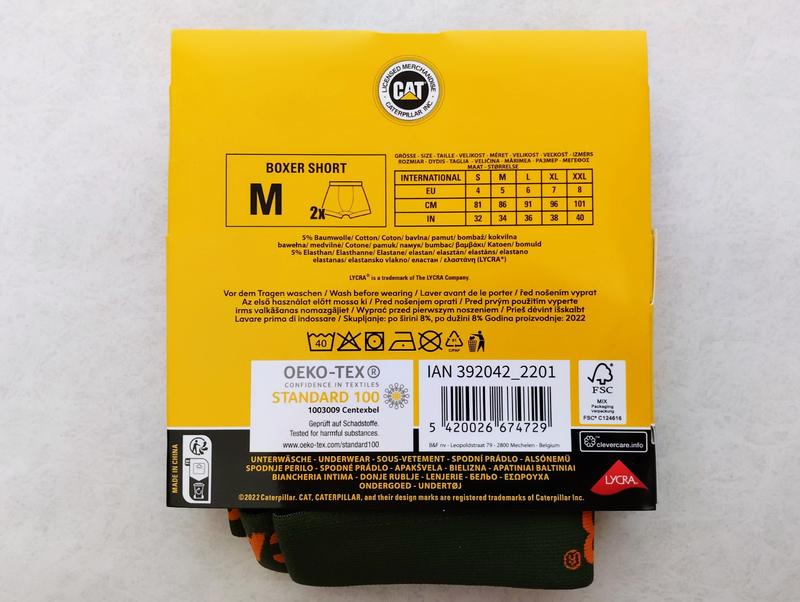 LICENSED MERCHANDISE
CAT
CATERPILLAR INC.
BOXER SHORT
M
2x
GRÖSSE - SIZE - TAILLE - VELIKOST - MÉRET - VELIKOST - VEĽKOSŤ - IZMĒRS
ROZMIAR - DYDIS - TAGLIA - VELIČINA - MĂRIMEA - РАЗМЕР - ΜΕΓΕΘΟΣ
MAAT - STØRRELSE
INTERNATIONAL S M L XL XXL
EU 4 5 6 7 8
CM 81 86 91 96 101
IN 32 34 36 38 40
5% Baumwolle/ Cotton/ Coton/ bavlna/ pamut/ bombaž/ kokvilna
bawełna/ medvilnė/ Cotone/ pamuk/ памук/ bumbac/ βαμβάκι/ Katoen/ bomuld
5% Elasthan/ Elasthanne/ Elastane/ elastan/ elasztán/ elastāns/ elastano
elastanas/ elastansko vlakno/ еластан / ελαστάνη (LYCRA®)
LYCRA® is a trademark of The LYCRA Company.
Vor dem Tragen waschen / Wash before wearing / Laver avant de le porter / řed nošením vyprat
Az első használat előtt mossa ki / Pred nošenjem oprati / Pred prvým použitím vyperte
irms valkāšanas nomazgājiet / Wyprać przed pierwszym noszeniem / Prieš dėvint išskalbt
Lavare prima di indossare / Skupljanje: po širini 8%, po dužini 8% Godina proizvodnje: 2022
40
81
C/PAP
OEKO-TEX®
CONFIDENCE IN TEXTILES
STANDARD 100
1003009 Centexbel
Geprüft auf Schadstoffe.
Tested for harmful substances.
www.oeko-tex.com/standard100
IAN 392042_2201
5 420026 674729
B&F nv - Leopoldstraat 79 - 2800 Mechelen - Belgium
FSC
MIX
Packaging
verpackung
FSC® C124616
MADE IN CHINA
clevercare.info
UNTERWÄSCHE - UNDERWEAR - SOUS-VETEMENT - SPODNÍ PRÁDLO - ALSÓNEMŰ
SPODNJE PERILO - SPODNÉ PRÁDLO - APAKŠVEĻA - BIELIZNA - APATINIAI BALTINIAI
BIANCHERIA INTIMA - DONJE RUBLJE - LENJERIE - БЕЛЬО - ΕΣΩΡΟΥΧΑ
ONDERGOED - UNDERTØJ
©2022 Caterpillar. CAT, CATERPILLAR, and their design marks are registered trademarks of Caterpillar Inc.
LYCRA